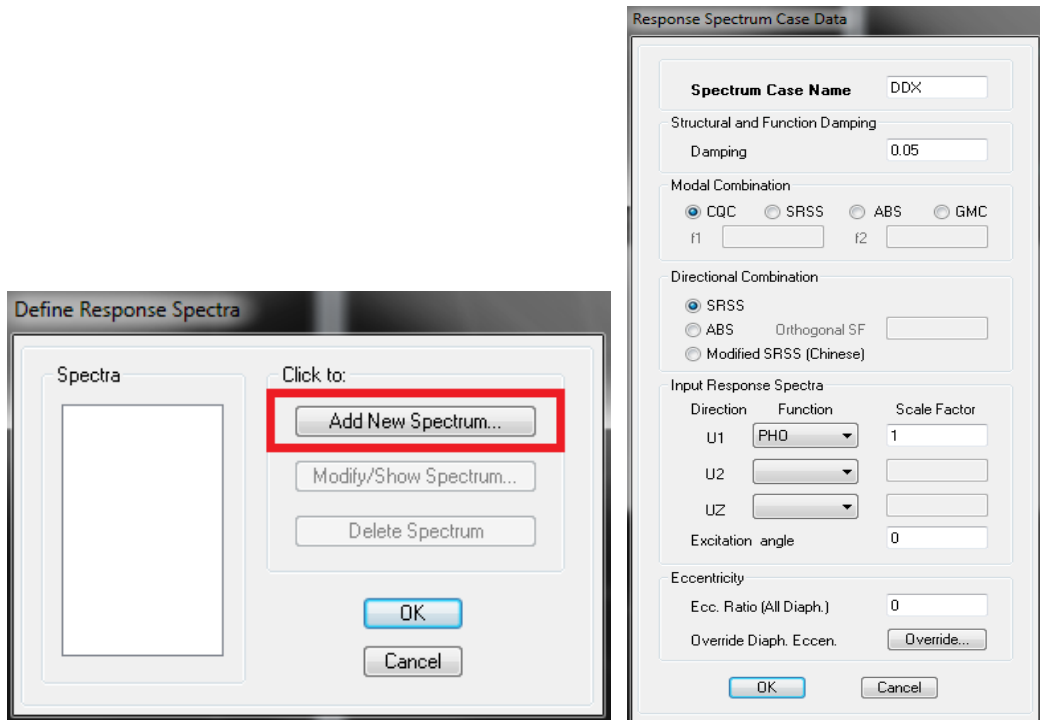 Define Response Spectra
Spectra
Click to:
Add New Spectrum...
Modify/Show Spectrum...
Delete Spectrum
OK
Cancel
Response Spectrum Case Data
Spectrum Case Name DDX
Structural and Function Damping
Damping 0.05
Modal Combination
CQC SRSS ABS GMC
f1 f2
Directional Combination
SRSS
ABS Orthogonal SF
Modified SRSS (Chinese)
Input Response Spectra
Direction Function Scale Factor
U1 PHO 1
U2
UZ
Excitation angle 0
Eccentricity
Ecc. Ratio (All Diaph.) 0
Override Diaph. Eccen. Override...
OK Cancel